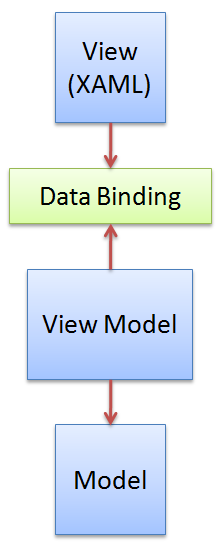 View
(XAML)
Data Binding
View Model
Model